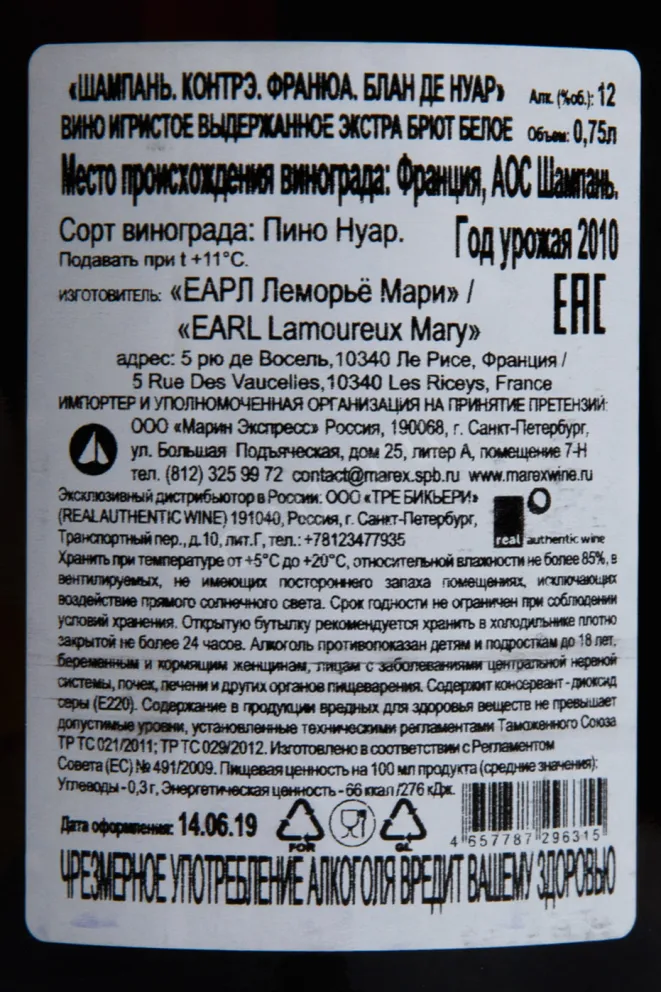 «ШАМПАНЬ. КОНТРЭ. ФРАНЮА. БЛАН ДЕ НУАР» Алк. (%об.): 12
ВИНО ИГРИСТОЕ ВЫДЕРЖАННОЕ ЭКСТРА БРЮТ БЕЛОЕ Объем: 0,75л
Место происхождения винограда: Франция, АОС Шампань.
Сорт винограда: Пино Нуар. Год урожая 2010
Подавать при t +11°С.
ИЗГОТОВИТЕЛЬ: «ЕАРЛ Леморьё Мари» / ЕАС
«EARL Lamoureux Mary»
адрес: 5 рю де Восель, 10340 Ле Рисе, Франция /
5 Rue Des Vaucelles, 10340 Les Riceys, France
ИМПОРТЕР И УПОЛНОМОЧЕННАЯ ОРГАНИЗАЦИЯ НА ПРИНЯТИЕ ПРЕТЕНЗИЙ:
ООО «Марин Экспресс» Россия, 190068, г. Санкт-Петербург,
ул. Большая Подъяческая, дом 25, литер А, помещение 7-Н
тел. (812) 325 99 72 contact@marex.spb.ru www.marexwine.ru
Эксклюзивный дистрибьютор в России: ООО «ТРЕ БИКЬЕРИ»
(REAL AUTHENTIC WINE) 191040, Россия, г. Санкт-Петербург,
Транспортный пер., д.10, лит.Г, тел.: +78123477935 real authentic wine
Хранить при температуре от +5°С до +20°С, относительной влажности не более 85%, в
вентилируемых, не имеющих постороннего запаха помещениях, исключающих
воздействие прямого солнечного света. Срок годности не ограничен при соблюдении
условий хранения. Открытую бутылку рекомендуется хранить в холодильнике плотно
закрытой не более 24 часов. Алкоголь противопоказан детям и подросткам до 18 лет,
беременным и кормящим женщинам, лицам с заболеваниями центральной нервной
системы, почек, печени и других органов пищеварения. Содержит консервант - диоксид
серы (Е220). Содержание в продукции вредных для здоровья веществ не превышает
допустимые уровни, установленные техническими регламентами Таможенного Союза
ТР ТС 021/2011; ТР ТС 029/2012. Изготовлено в соответствии с Регламентом
Совета (ЕС) № 491/2009. Пищевая ценность на 100 мл продукта (средние значения):
Углеводы - 0,3 г, Энергетическая ценность - 66 ккал /276 кДж.
Дата оформления: 14.06.19 FOR GL 4 657787 296315
ЧРЕЗМЕРНОЕ УПОТРЕБЛЕНИЕ АЛКОГОЛЯ ВРЕДИТ ВАШЕМУ ЗДОРОВЬЮ